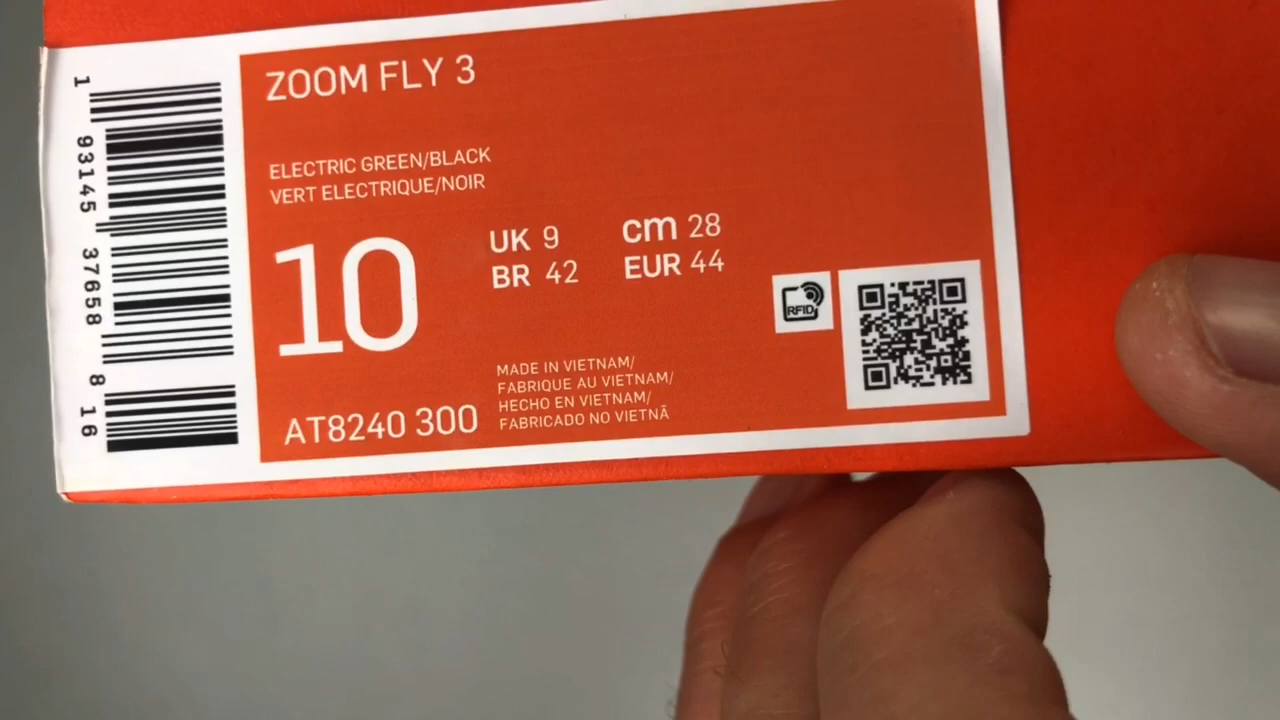 ZOOM FLY 3
ELECTRIC GREEN/BLACK
VERT ELECTRIQUE/NOIR
10
UK 9
cm 28
BR 42
EUR 44
RFID
MADE IN VIETNAM/
FABRIQUE AU VIETNAM/
HECHO EN VIETNAM/
FABRICADO NO VIETNÃ
AT8240 300
1 93145 37658 8 16